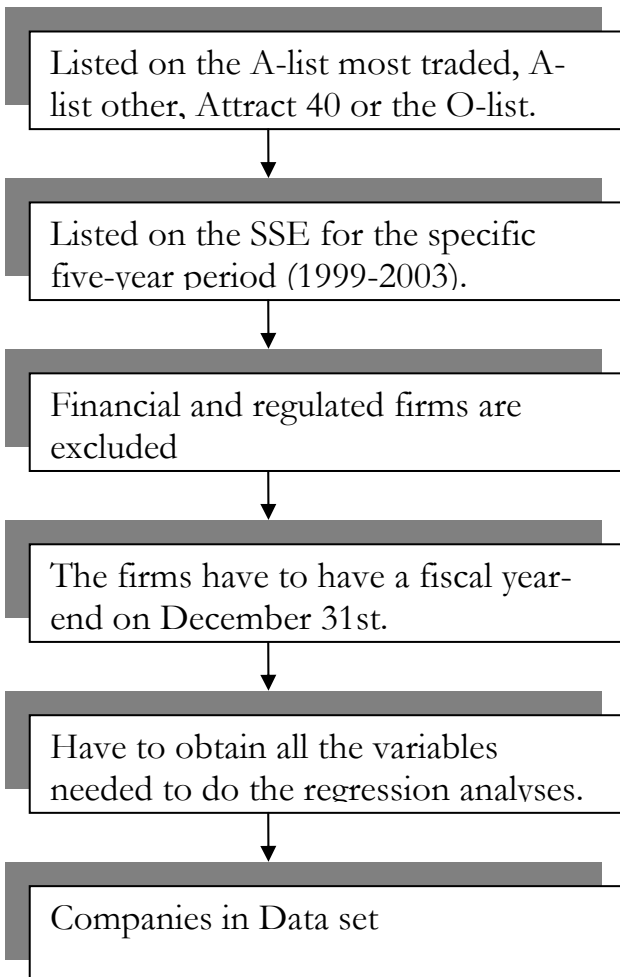 Listed on the A-list most traded, A-
list other, Attract 40 or the O-list.
Listed on the SSE for the specific
five-year period (1999-2003).
Financial and regulated firms are
excluded
The firms have to have a fiscal year-
end on December 31st.
Have to obtain all the variables
needed to do the regression analyses.
Companies in Data set